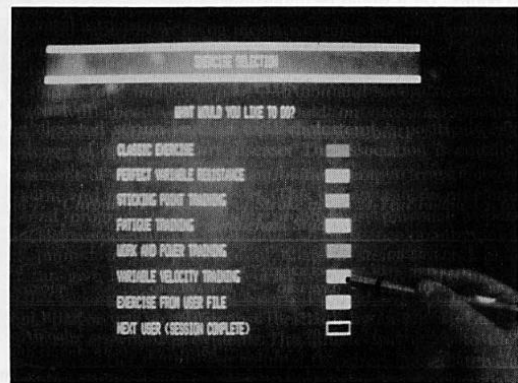 EXERCISE SELECTION
WHAT WOULD YOU LIKE TO DO?
CLASSIC EXERCISE
PERFECT VARIABLE RESISTANCE
STICKING POINT TRAINING
FATIGUE TRAINING
WORK AND POWER TRAINING
VARIABLE VELOCITY TRAINING
EXERCISE FROM USER FILE
NEXT USER (SESSION COMPLETE)